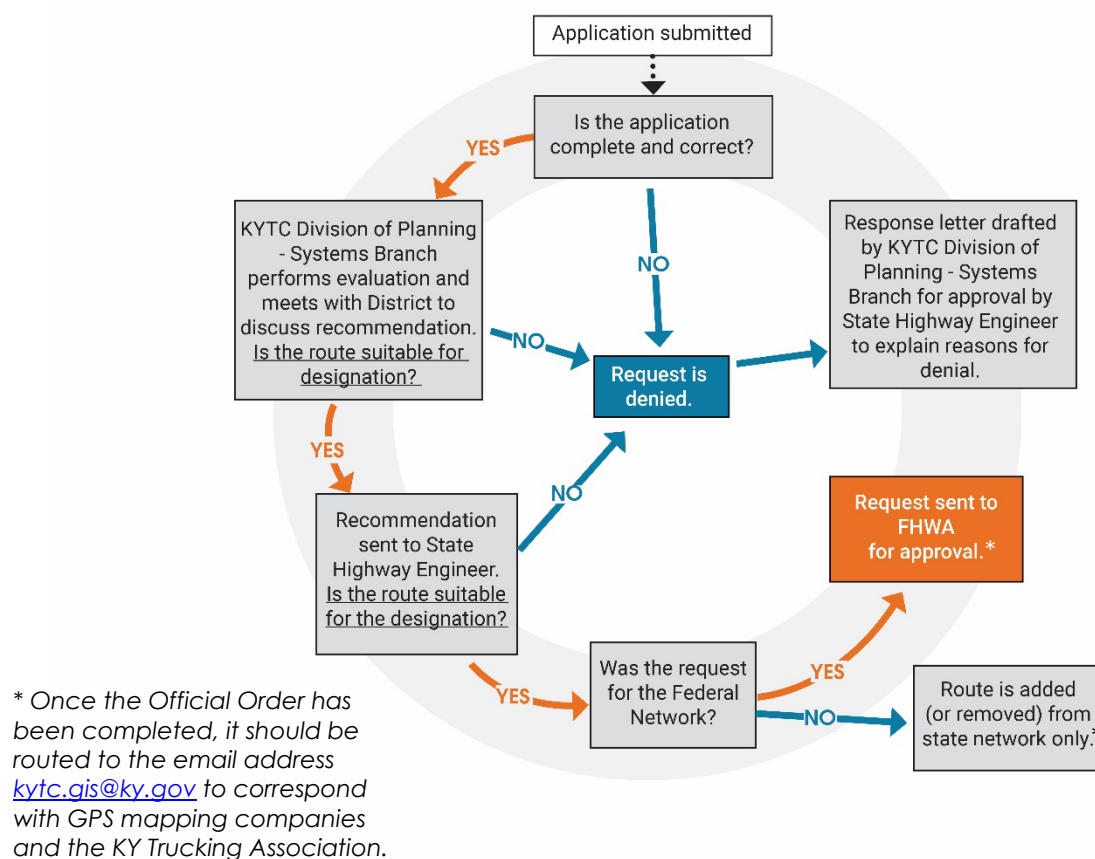 Application submitted
Is the application
complete and correct?
YES
NO
KYTC Division of Planning
- Systems Branch
performs evaluation and
meets with District to
discuss recommendation.
Is the route suitable for
designation?
NO
Request is
denied.
Response letter drafted
by KYTC Division of
Planning - Systems
Branch for approval by
State Highway Engineer
to explain reasons for
denial.
YES
Recommendation
sent to State
Highway Engineer.
Is the route suitable
for the designation?
NO
YES
Was the request
for the Federal
Network?
YES
Request sent to
FHWA
for approval.*
NO
Route is added
(or removed) from
state network only.*
* Once the Official Order has
been completed, it should be
routed to the email address
kytc.gis@ky.gov to correspond
with GPS mapping companies
and the KY Trucking Association.